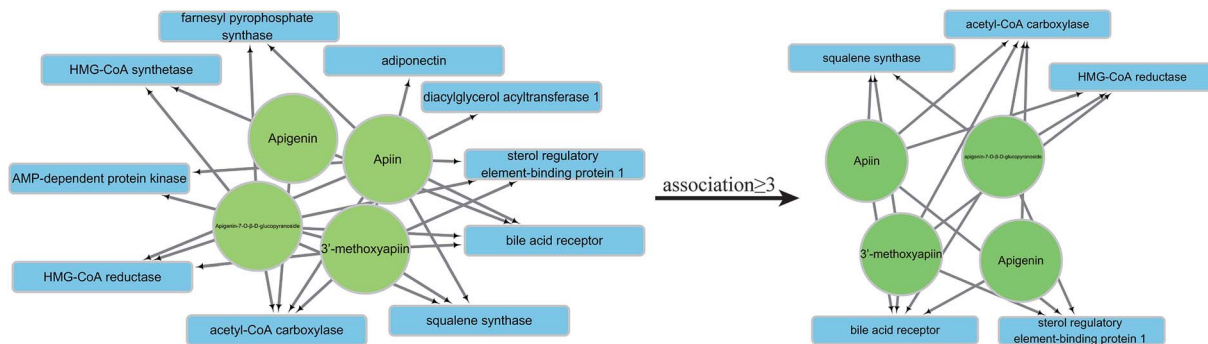 farnesyl pyrophosphate
synthase
HMG-CoA synthetase
adiponectin
diacylglycerol acyltransferase 1
Apigenin
Apiin
AMP-dependent protein kinase
sterol regulatory
element-binding protein 1
Apigenin-7-O-β-D-glucopyranoside
3'-methoxyapiin
bile acid receptor
HMG-CoA reductase
acetyl-CoA carboxylase
squalene synthase
association≥3
acetyl-CoA carboxylase
squalene synthase
HMG-CoA reductase
Apiin
apigenin-7-O-β-D-glucopyranoside
3'-methoxyapiin
Apigenin
bile acid receptor
sterol regulatory
element-binding protein 1